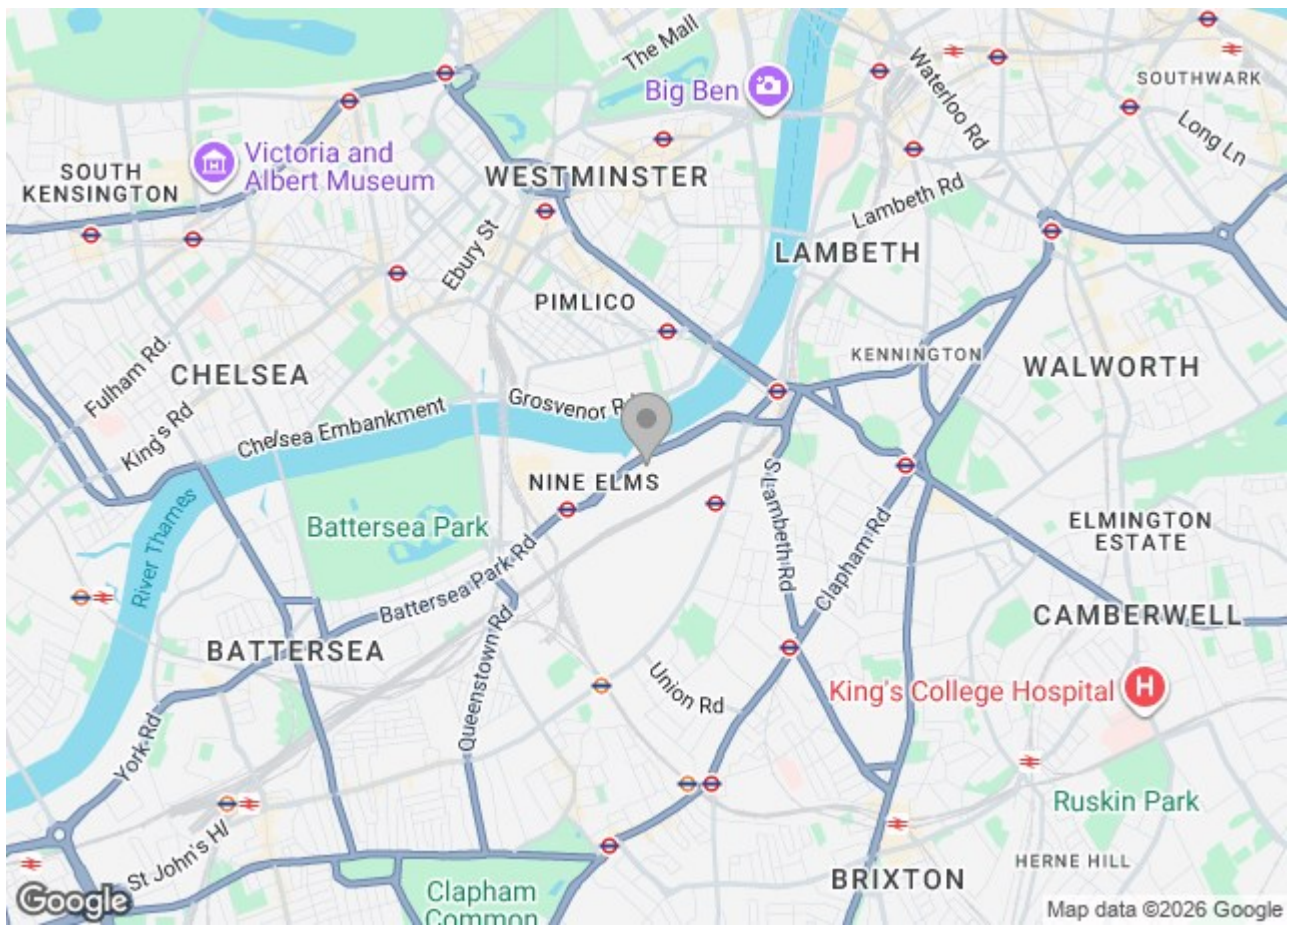 The Mall
Waterloo Rd
SOUTHWARK
Big Ben
Long Ln
Victoria and
Albert Museum
SOUTH
KENSINGTON
WESTMINSTER
Lambeth Rd
Ebury St
LAMBETH
PIMLICO
KENNINGTON
Fulham Rd.
CHELSEA
WALWORTH
King's Rd
Chelsea Embankment
Grosvenor Rd
NINE ELMS
S Lambeth Rd
River Thames
Battersea Park
Clapham Rd
ELMINGTON
ESTATE
Battersea Park Rd
CAMBERWELL
BATTERSEA
Queenstown Rd
Union Rd
King's College Hospital
H
York Rd
Ruskin Park
St John's Hl
HERNE HILL
BRIXTON
Clapham
Common
Google
Map data ©2026 Google